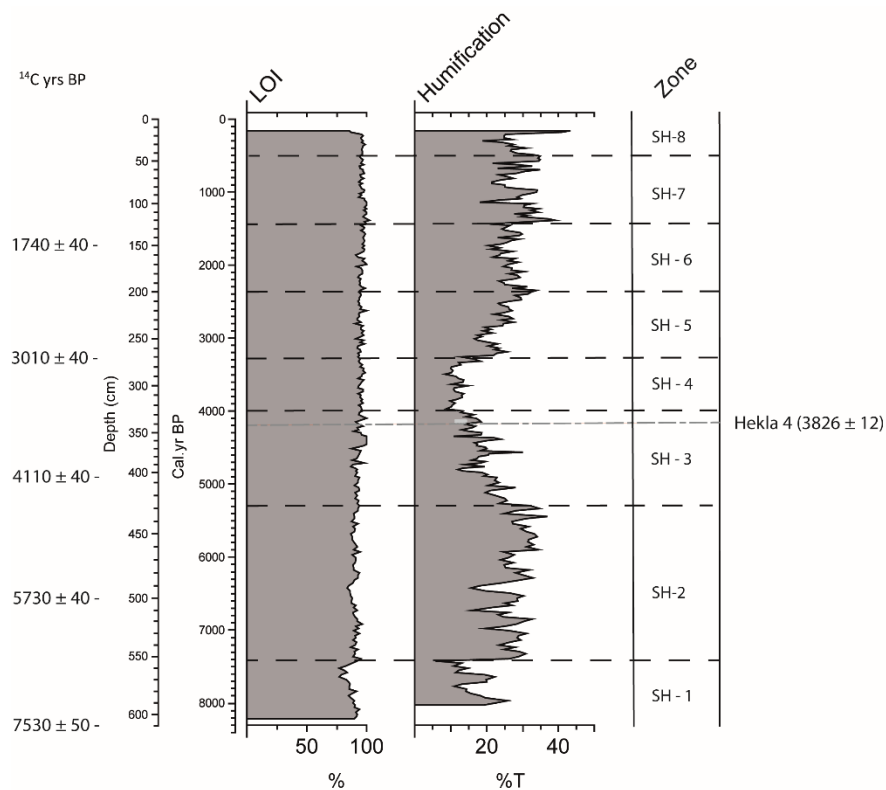 ¹⁴C yrs BP
LOI
Humification
Zone
1740 ± 40 -
3010 ± 40 -
4110 ± 40 -
5730 ± 40 -
7530 ± 50 -
Depth (cm)
0
50
100
150
200
250
300
350
400
450
500
550
600
Cal.yr BP
0
1000
2000
3000
4000
5000
6000
7000
8000
50 100
%
20 40
%T
SH-8
SH-7
SH - 6
SH - 5
SH - 4
SH - 3
SH-2
SH - 1
Hekla 4 (3826 ± 12)